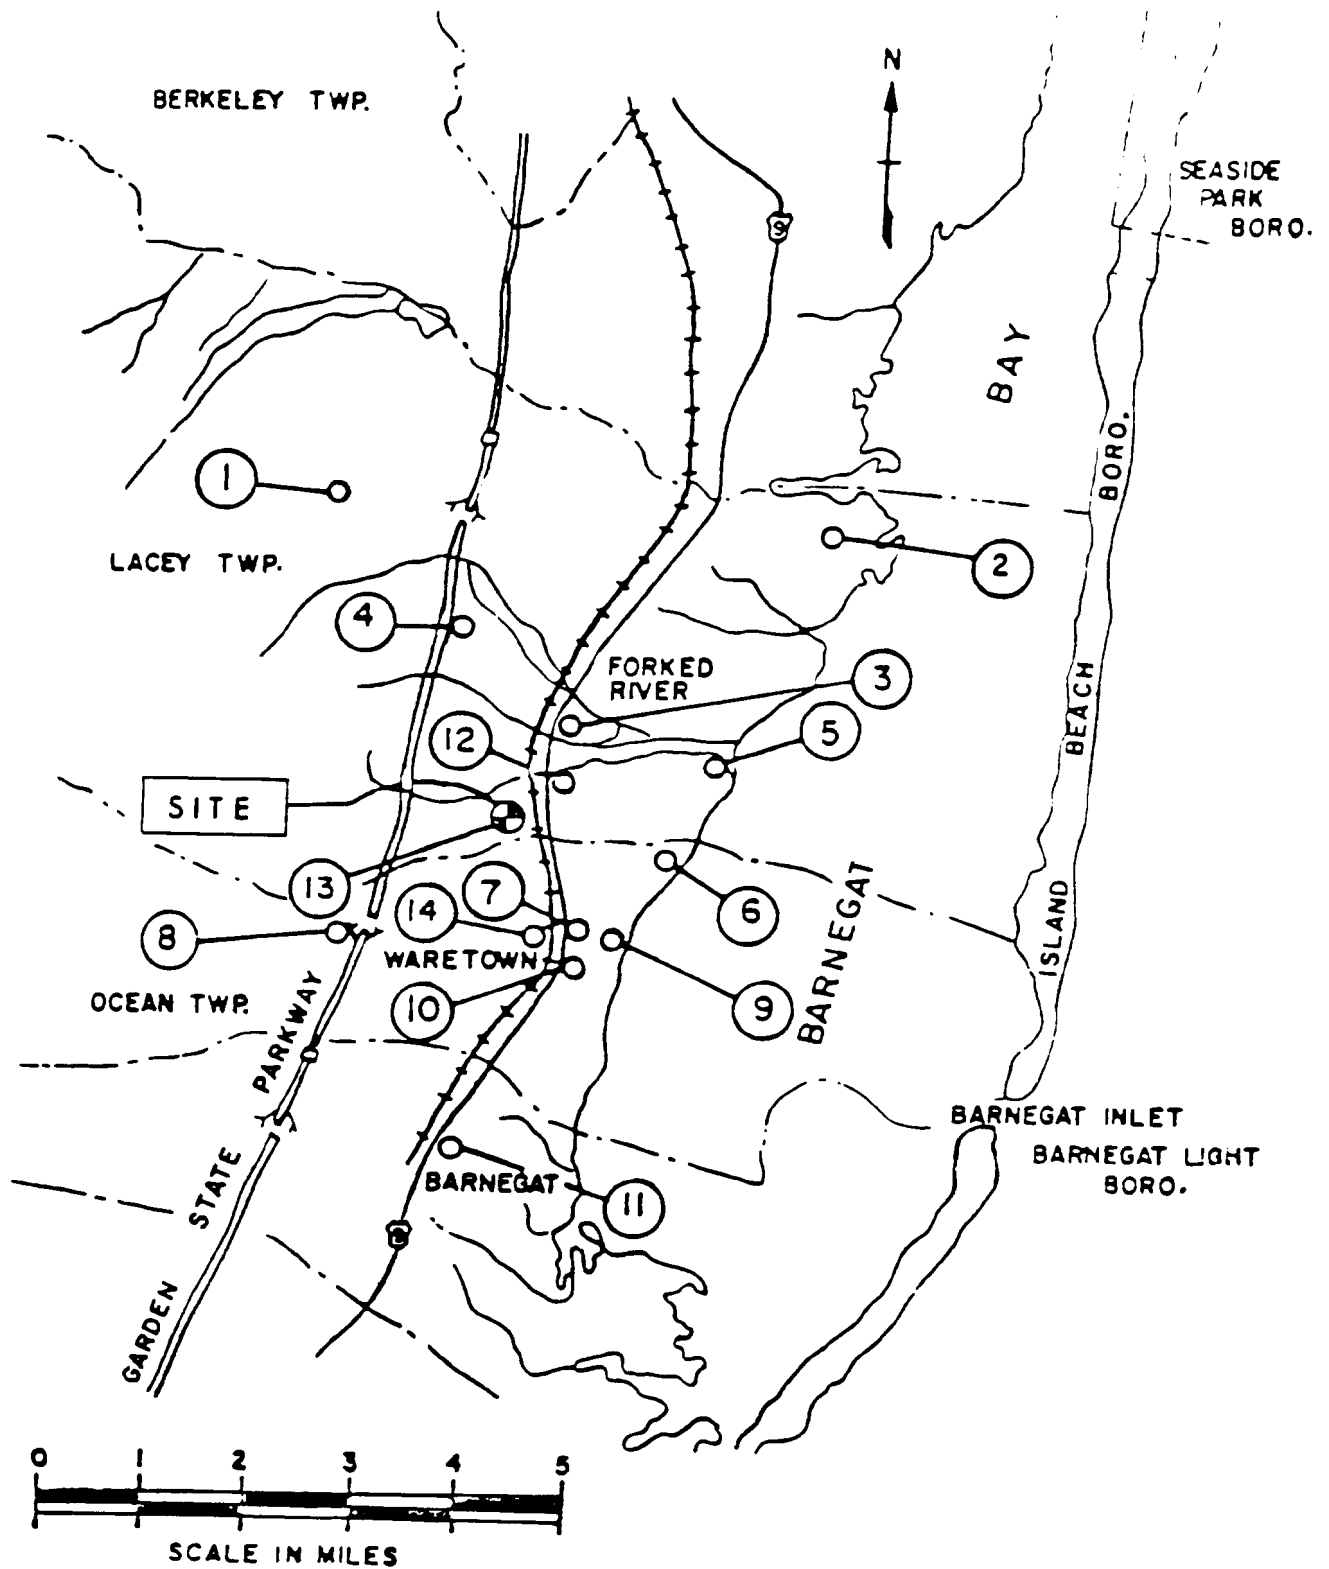 BERKELEY TWP.
N
SEASIDE
PARK
BORO.
9
BAY
BORO.
1
2
LACEY TWP.
4
FORKED
RIVER
3
BEACH
12
5
SITE
13
14
7
6
BARNEGAT
ISLAND
8
WARETOWN
OCEAN TWP.
10
9
PARKWAY
BARNEGAT INLET
BARNEGAT LIGHT
BORO.
STATE
BARNEGAT
11
GARDEN
0 1 2 3 4 5
SCALE IN MILES